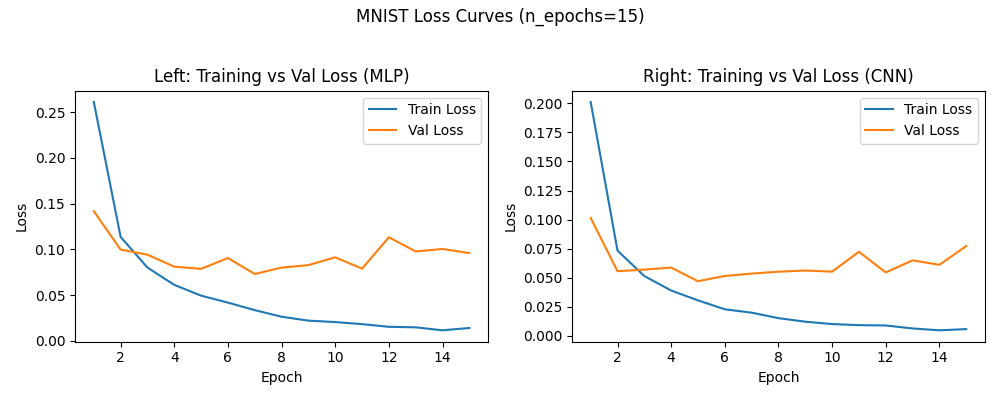 MNIST Loss Curves (n_epochs=15)
Left: Training vs Val Loss (MLP)
Loss
0.25
0.20
0.15
0.10
0.05
0.00
Train Loss
Val Loss
2 4 6 8 10 12 14
Epoch
Right: Training vs Val Loss (CNN)
Loss
0.200
0.175
0.150
0.125
0.100
0.075
0.050
0.025
0.000
Train Loss
Val Loss
2 4 6 8 10 12 14
Epoch